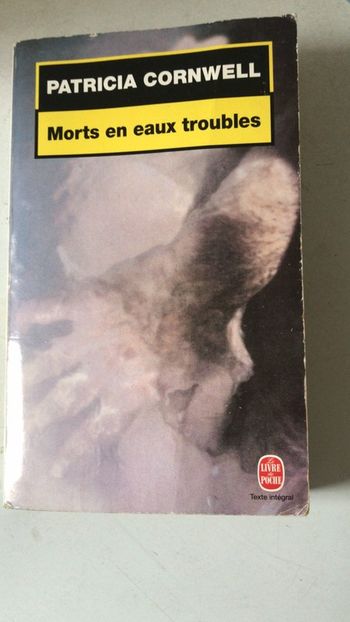 PATRICIA CORNWELL
Morts en eaux troubles
Le
LIVRE
de
POCHE
Texte intégral